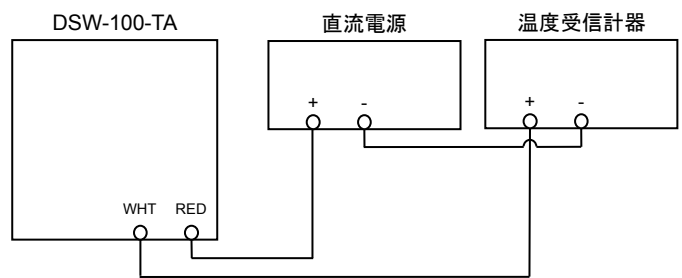 DSW-100-TA
直流電源
温度受信計器
+ -
+ -
WHT RED